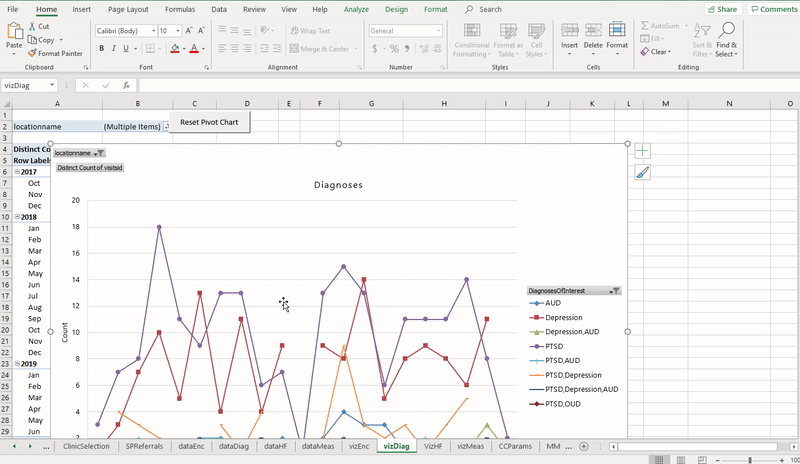 File Home Insert Draw Page Layout Formulas Data Review View Help Analyze Design Format Search Share Comments
Paste Cut Copy Format Painter Clipboard
Calibri (Body) 10 B I U Font
Wrap Text Merge & Center Alignment
General $ % Number
Conditional Formatting Format as Table Cell Styles Styles
Insert Delete Format Cells
AutoSum Fill Clear Sort & Filter Find & Select Editing
vizDiag fx
A B C D E F G H I J K L M N O
1
2 locationname (Multiple Items) Reset Pivot Chart
3
4 Distinct Co
5 Row Labels
6 2017
7 Oct
8 Nov
9 Dec
10 2018
11 Jan
12 Feb
13 Mar
14 Apr
15 May
16 Jun
17 Jul
18 Aug
19 Sep
20 Oct
21 Nov
22 Dec
23 2019
24 Jan
25 Feb
26 Mar
27 Apr
28 May
29 Jun
locationname
Distinct Count of visitsid
Diagnoses
20
18
16
14
12
10
8
6
4
2
Count
DiagnosesOfInterest
AUD
Depression
Depression,AUD
PTSD
PTSD,AUD
PTSD,Depression
PTSD,Depression,AUD
PTSD,OUD
... ClinicSelection SPReferrals dataEnc dataDiag dataHF dataMeas vizEnc vizDiag VizHF vizMeas CCParams MM ...
100